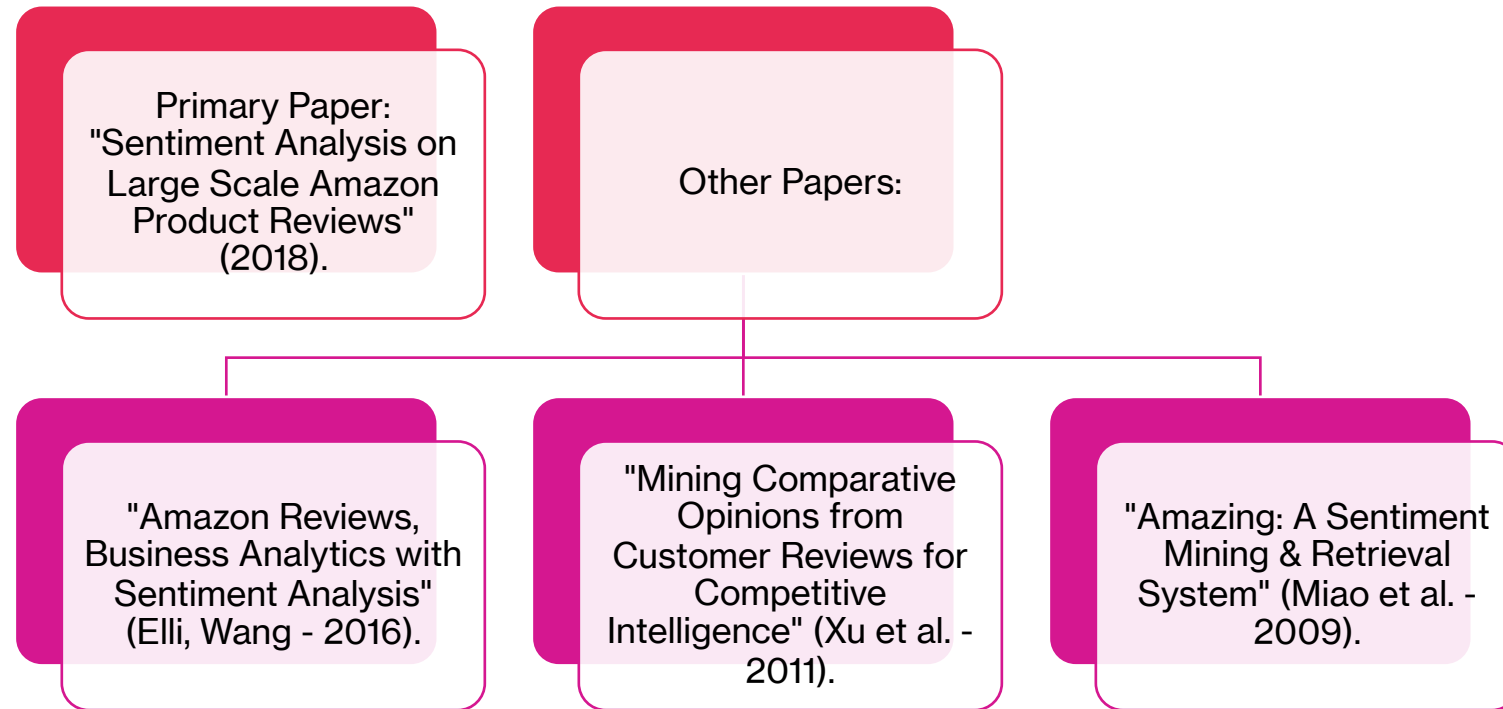 Primary Paper:
"Sentiment Analysis on
Large Scale Amazon
Product Reviews"
(2018).
Other Papers:
"Amazon Reviews,
Business Analytics with
Sentiment Analysis"
(Elli, Wang - 2016).
"Mining Comparative
Opinions from
Customer Reviews for
Competitive
Intelligence" (Xu et al. -
2011).
"Amazing: A Sentiment
Mining & Retrieval
System" (Miao et al. -
2009).